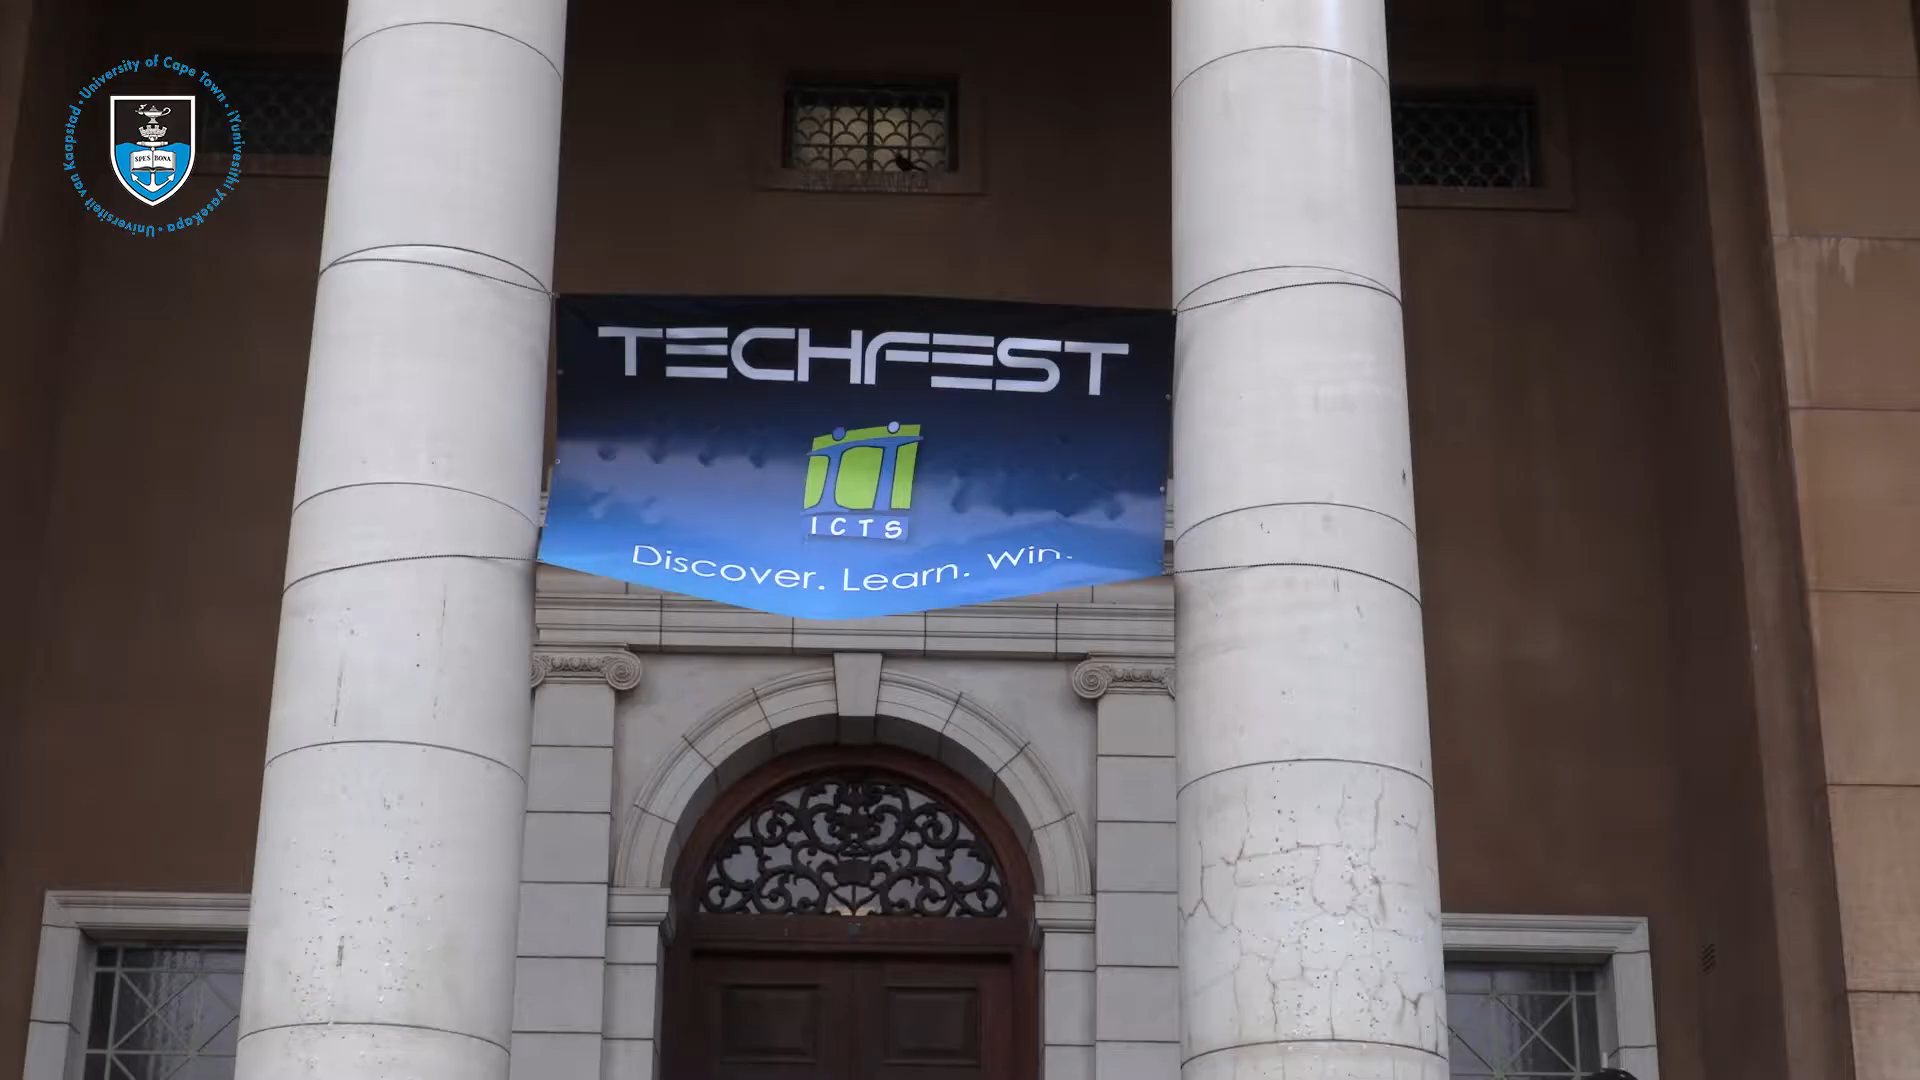 University of Cape Town • iYunivesithi yaseKapa • Universiteit van Kaapstad •
SPES BONA
TECHFEST
ICTS
Discover. Learn. Win.